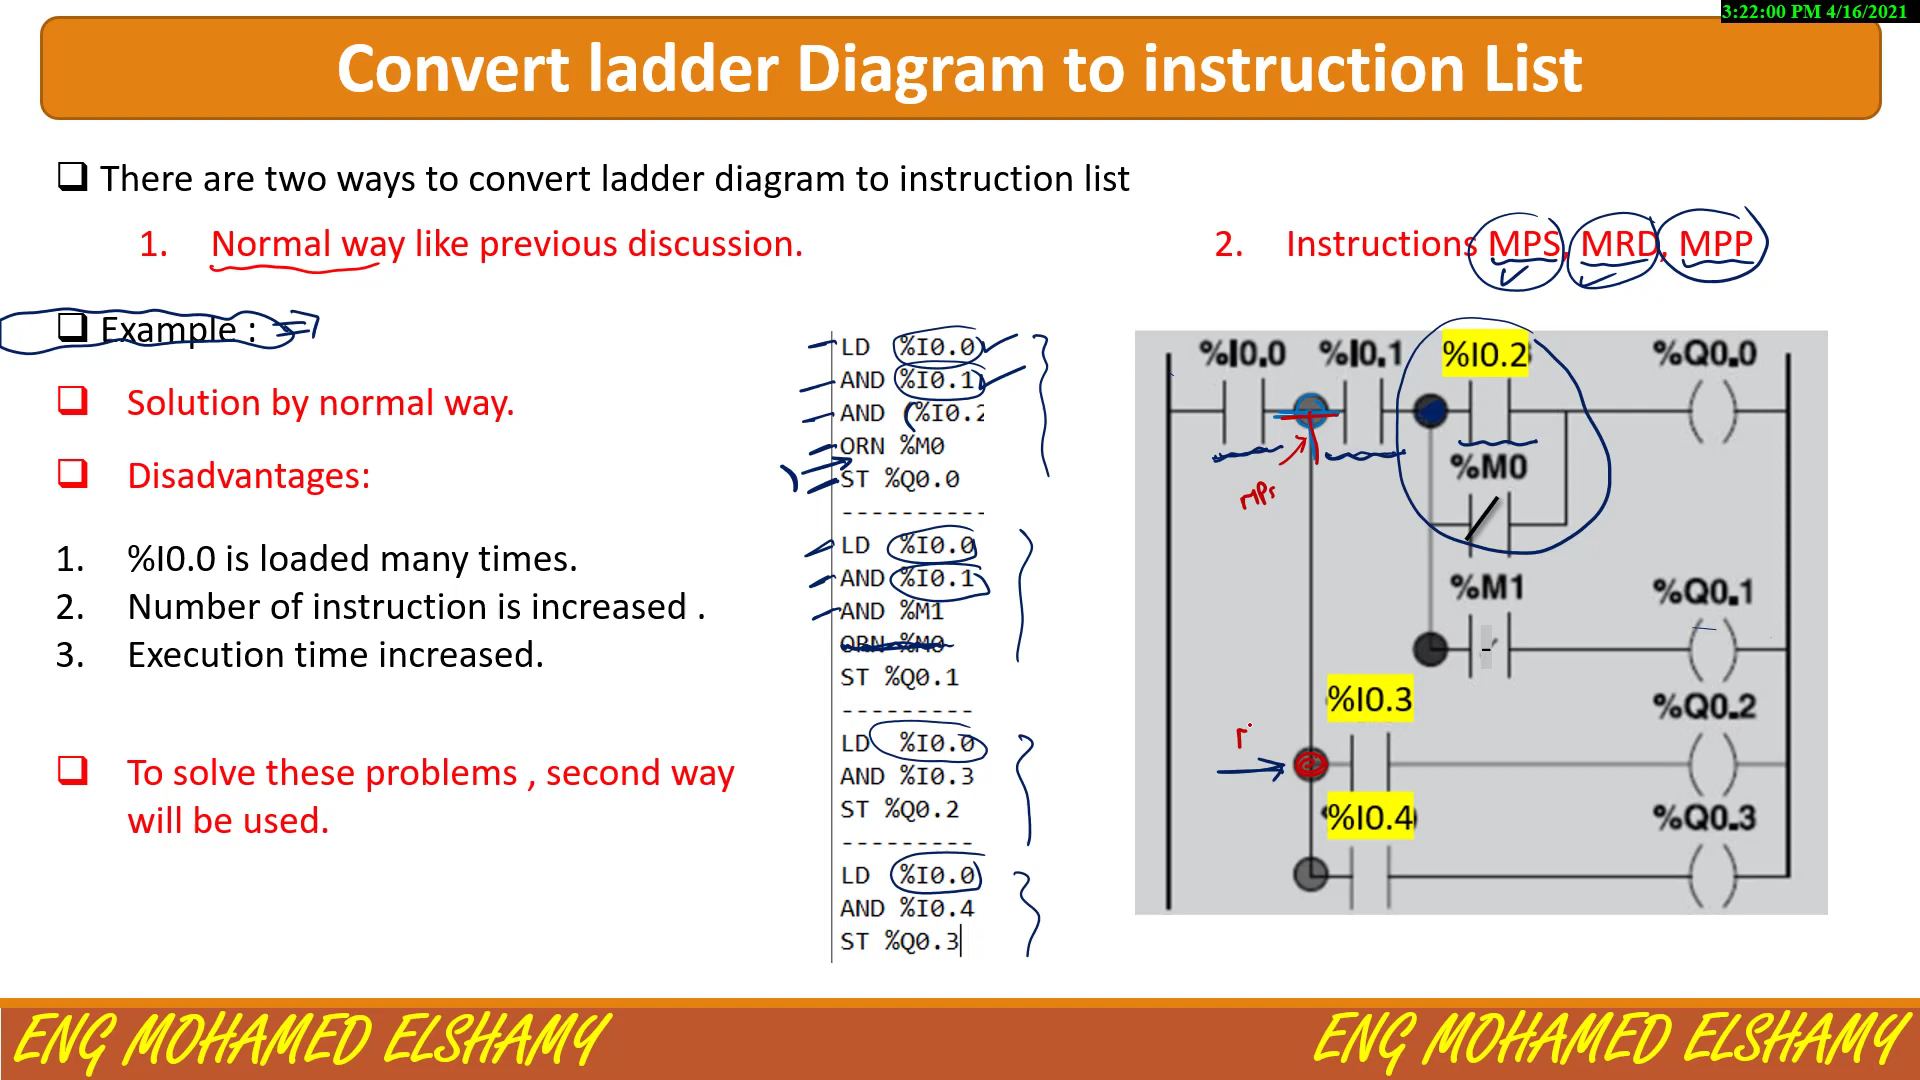 3:22:00 PM 4/16/2021
Convert ladder Diagram to instruction List
There are two ways to convert ladder diagram to instruction list
1. Normal way like previous discussion.
2. Instructions MPS, MRD, MPP
Example :
Solution by normal way.
Disadvantages:
1. %I0.0 is loaded many times.
2. Number of instruction is increased .
3. Execution time increased.
To solve these problems , second way
will be used.
LD %I0.0
AND %I0.1
AND (%I0.2
ORN %M0
ST %Q0.0
----------
LD %I0.0
AND %I0.1
AND %M1
ORN %M0
ST %Q0.1
---------
LD %I0.0
AND %I0.3
ST %Q0.2
---------
LD %I0.0
AND %I0.4
ST %Q0.3
%I0.0 %I0.1 %I0.2 %Q0.0
%M0
MPs
%M1 %Q0.1
%I0.3 %Q0.2
%I0.4 %Q0.3
ENG MOHAMED ELSHAMY
ENG MOHAMED ELSHAMY